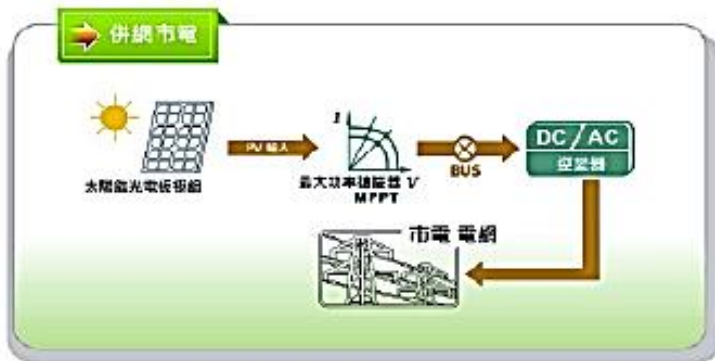 併網市電
太陽能光電板模組
PV 輸入
I
V
最大功率追蹤器
MPPT
BUS
DC/AC
逆變器
市電 電網